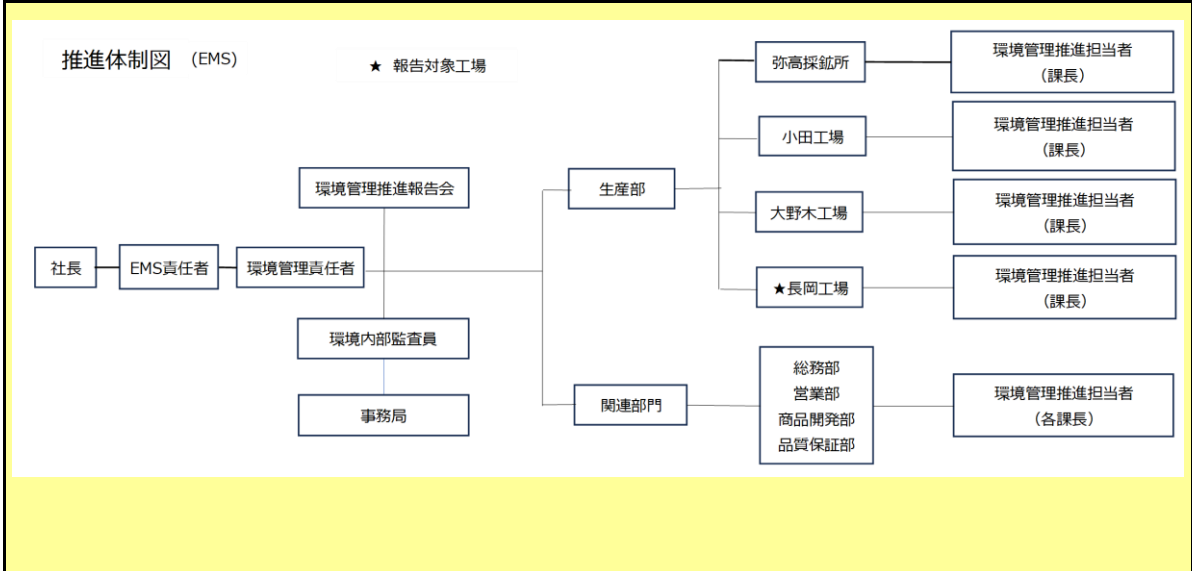 推進体制図 (EMS)
★ 報告対象工場
環境管理推進報告会
社長
EMS責任者
環境管理責任者
環境内部監査員
事務局
生産部
弥高採鉱所
環境管理推進担当者
(課長)
小田工場
環境管理推進担当者
(課長)
大野木工場
環境管理推進担当者
(課長)
★長岡工場
環境管理推進担当者
(課長)
関連部門
総務部
営業部
商品開発部
品質保証部
環境管理推進担当者
(各課長)